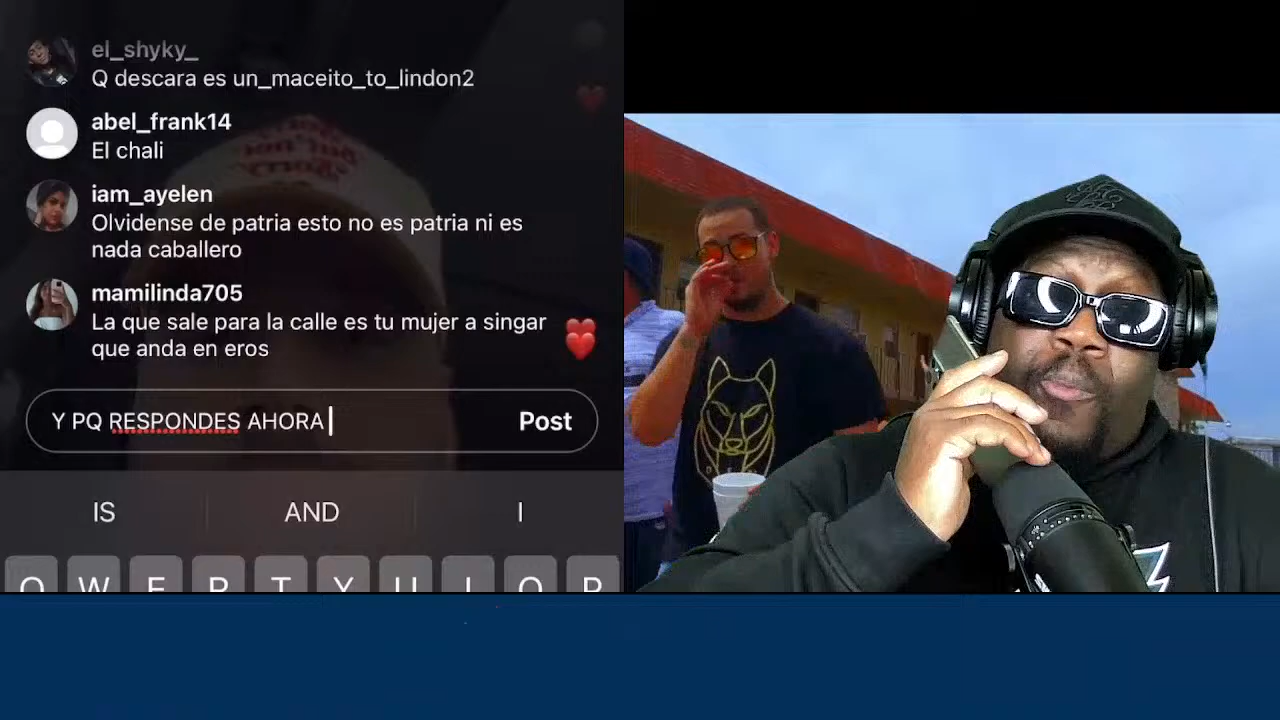 el_shyky_
Q descara es un_maceito_to_lindon2
abel_frank14
El chali
iam_ayelen
Olvidense de patria esto no es patria ni es
nada caballero
mamilinda705
La que sale para la calle es tu mujer a singar
que anda en eros
Y PQ RESPONDES AHORA
Post
IS AND I
Q W E R T Y U I O P